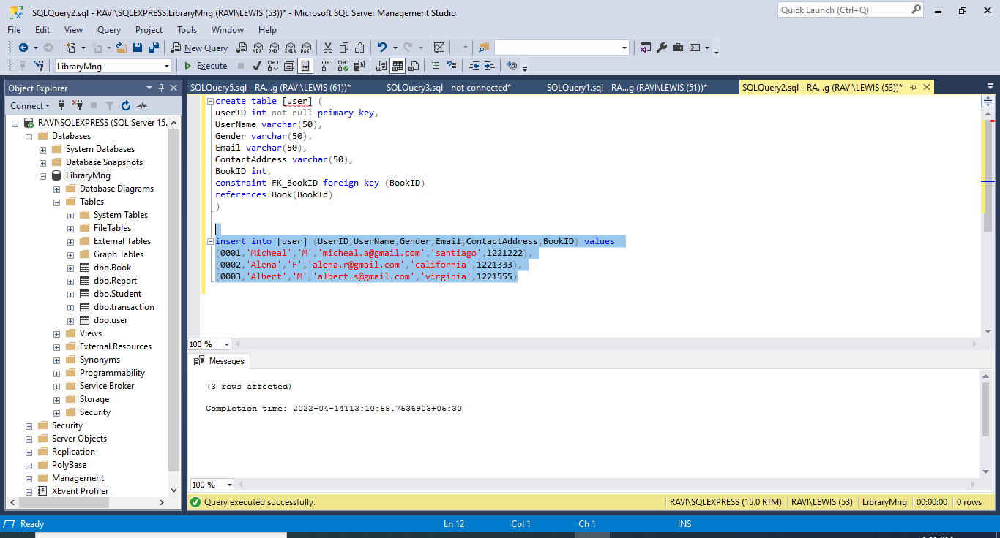 SQLQuery2.sql - RAVI\SQLEXPRESS.LibraryMng (RAVI\LEWIS (53))* - Microsoft SQL Server Management Studio
Quick Launch (Ctrl+Q)
File Edit View Query Project Tools Window Help
New Query MDX DMX XMLA DAX
LibraryMng Execute
Object Explorer
SQLQuery5.sql - RA...g (RAVI\LEWIS (61))* SQLQuery3.sql - not connected* SQLQuery1.sql - RA...g (RAVI\LEWIS (51))* SQLQuery2.sql - RA...g (RAVI\LEWIS (53))*
Connect
RAVI\SQLEXPRESS (SQL Server 15.
Databases
System Databases
Database Snapshots
LibraryMng
Database Diagrams
Tables
System Tables
FileTables
External Tables
Graph Tables
dbo.Book
dbo.Report
dbo.Student
dbo.transaction
dbo.user
Views
External Resources
Synonyms
Programmability
Service Broker
Storage
Security
Security
Server Objects
Replication
PolyBase
Management
XEvent Profiler
create table [user] (
userID int not null primary key,
UserName varchar(50),
Gender varchar(50),
Email varchar(50),
ContactAddress varchar(50),
BookID int,
constraint FK_BookID foreign key (BookID)
references Book(BookId)
)
insert into [user] (UserID,UserName,Gender,Email,ContactAddress,BookID) values
(0001,'Micheal','M','micheal.a@gmail.com','santiago',1221222),
(0002,'Alena','F','alena.r@gmail.com','california',1221333),
(0003,'Albert','M','albert.s@gmail.com','virginia',1221555)
100 %
Messages
(3 rows affected)
Completion time: 2022-04-14T13:10:58.7536903+05:30
100 %
Query executed successfully. RAVI\SQLEXPRESS (15.0 RTM) RAVI\LEWIS (53) LibraryMng 00:00:00 0 rows
Ready Ln 12 Col 1 Ch 1 INS